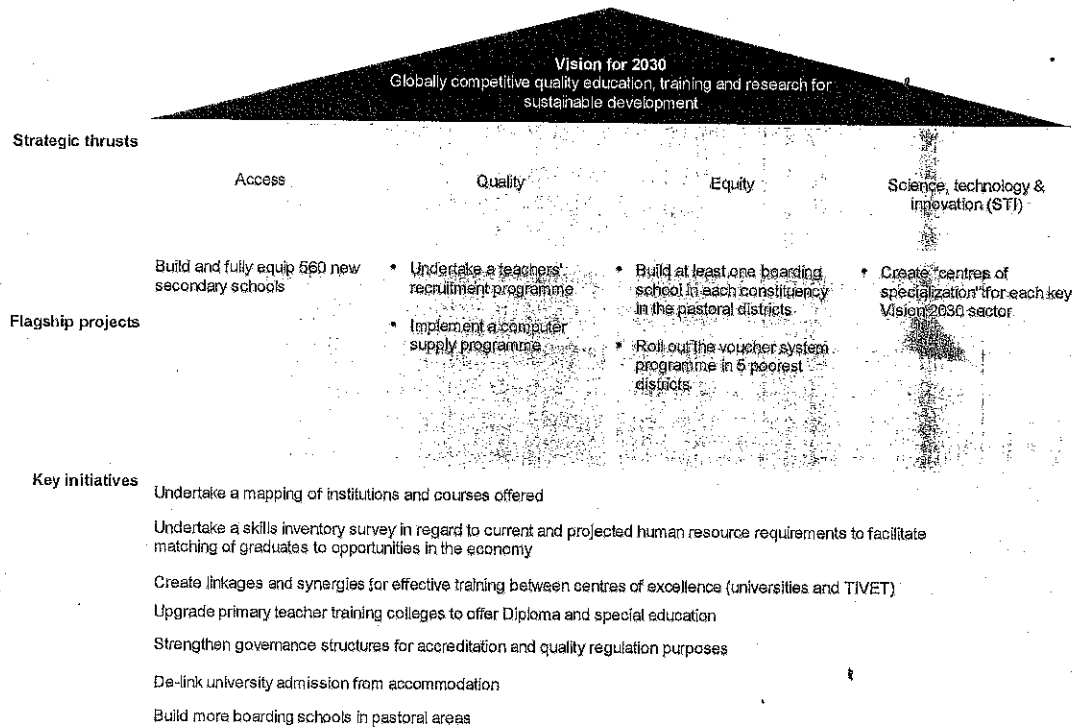 Vision for 2030
Globally competitive quality education, training and research for
sustainable development
Strategic thrusts
Access
Quality
Equity
Science, technology &
innovation (STI)
Flagship projects
Build and fully equip 560 new
secondary schools
• Undertake a teachers'
recruitment programme
• Implement a computer
supply programme
• Build at least one boarding
school in each constituency
in the pastoral districts
• Roll out the voucher system
programme in 5 poorest
districts
• Create "centres of
specialization" for each key
Vision 2030 sector
Key initiatives
Undertake a mapping of institutions and courses offered
Undertake a skills inventory survey in regard to current and projected human resource requirements to facilitate
matching of graduates to opportunities in the economy
Create linkages and synergies for effective training between centres of excellence (universities and TIVET)
Upgrade primary teacher training colleges to offer Diploma and special education
Strengthen governance structures for accreditation and quality regulation purposes
De-link university admission from accommodation
Build more boarding schools in pastoral areas